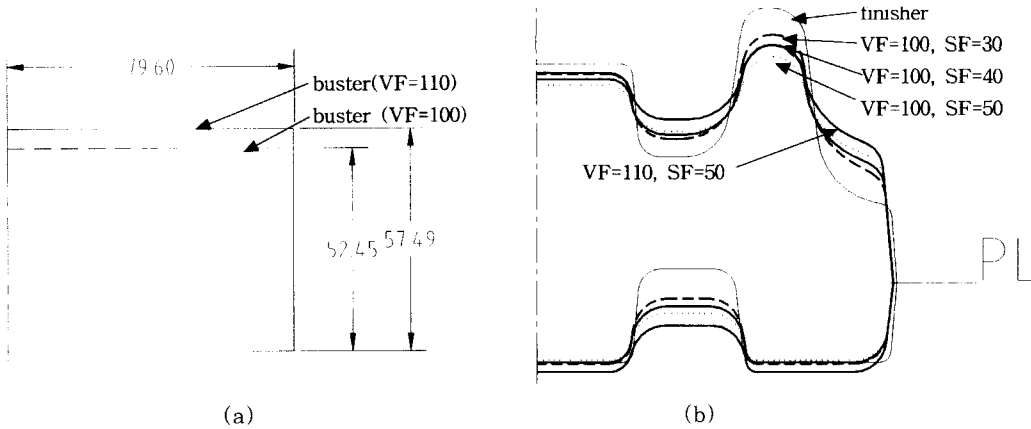 79.60
buster(VF=110)
buster (VF=100)
52.45
57.49
(a)
finisher
VF=100, SF=30
VF=100, SF=40
VF=100, SF=50
VF=110, SF=50
PL
(b)